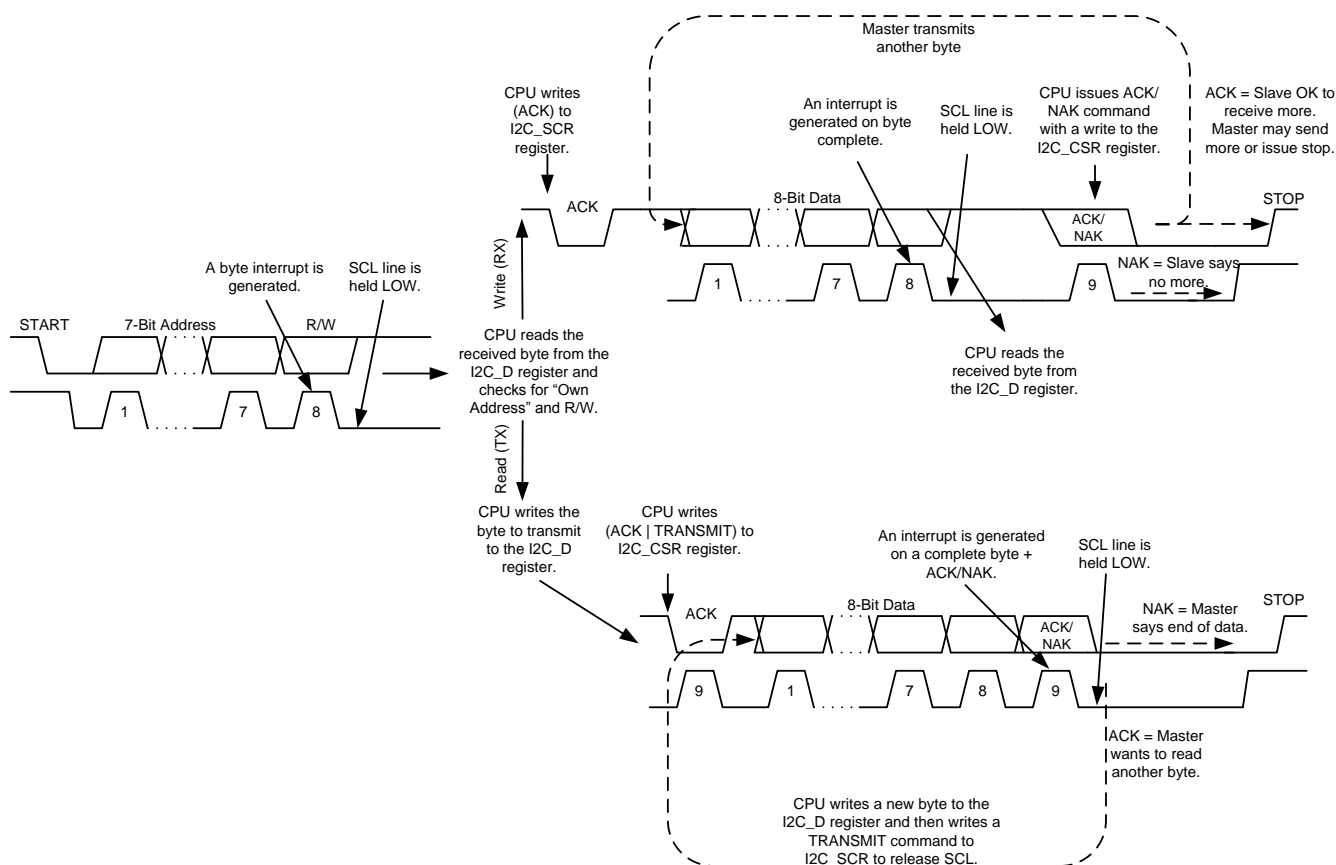 Master transmits
another byte
CPU writes
(ACK) to
I2C_SCR
register.
An interrupt is
generated on byte
complete.
SCL line is
held LOW.
CPU issues ACK/
NAK command
with a write to the
I2C_CSR register.
ACK = Slave OK to
receive more.
Master may send
more or issue stop.
ACK
8-Bit Data
ACK/
NAK
STOP
1
7
8
9
NAK = Slave says
no more.
CPU reads the
received byte from
the I2C_D register.
Write (RX)
A byte interrupt is
generated.
SCL line is
held LOW.
START
7-Bit Address
R/W
1
7
8
CPU reads the
received byte from the
I2C_D register and
checks for “Own
Address” and R/W.
Read (TX)
CPU writes the
byte to transmit
to the I2C_D
register.
CPU writes
(ACK | TRANSMIT) to
I2C_CSR register.
An interrupt is generated
on a complete byte +
ACK/NAK.
SCL line is
held LOW.
ACK
8-Bit Data
ACK/
NAK
NAK = Master
says end of data.
STOP
9
1
7
8
9
ACK = Master
wants to read
another byte.
CPU writes a new byte to the
I2C_D register and then writes a
TRANSMIT command to
I2C_SCR to release SCL.